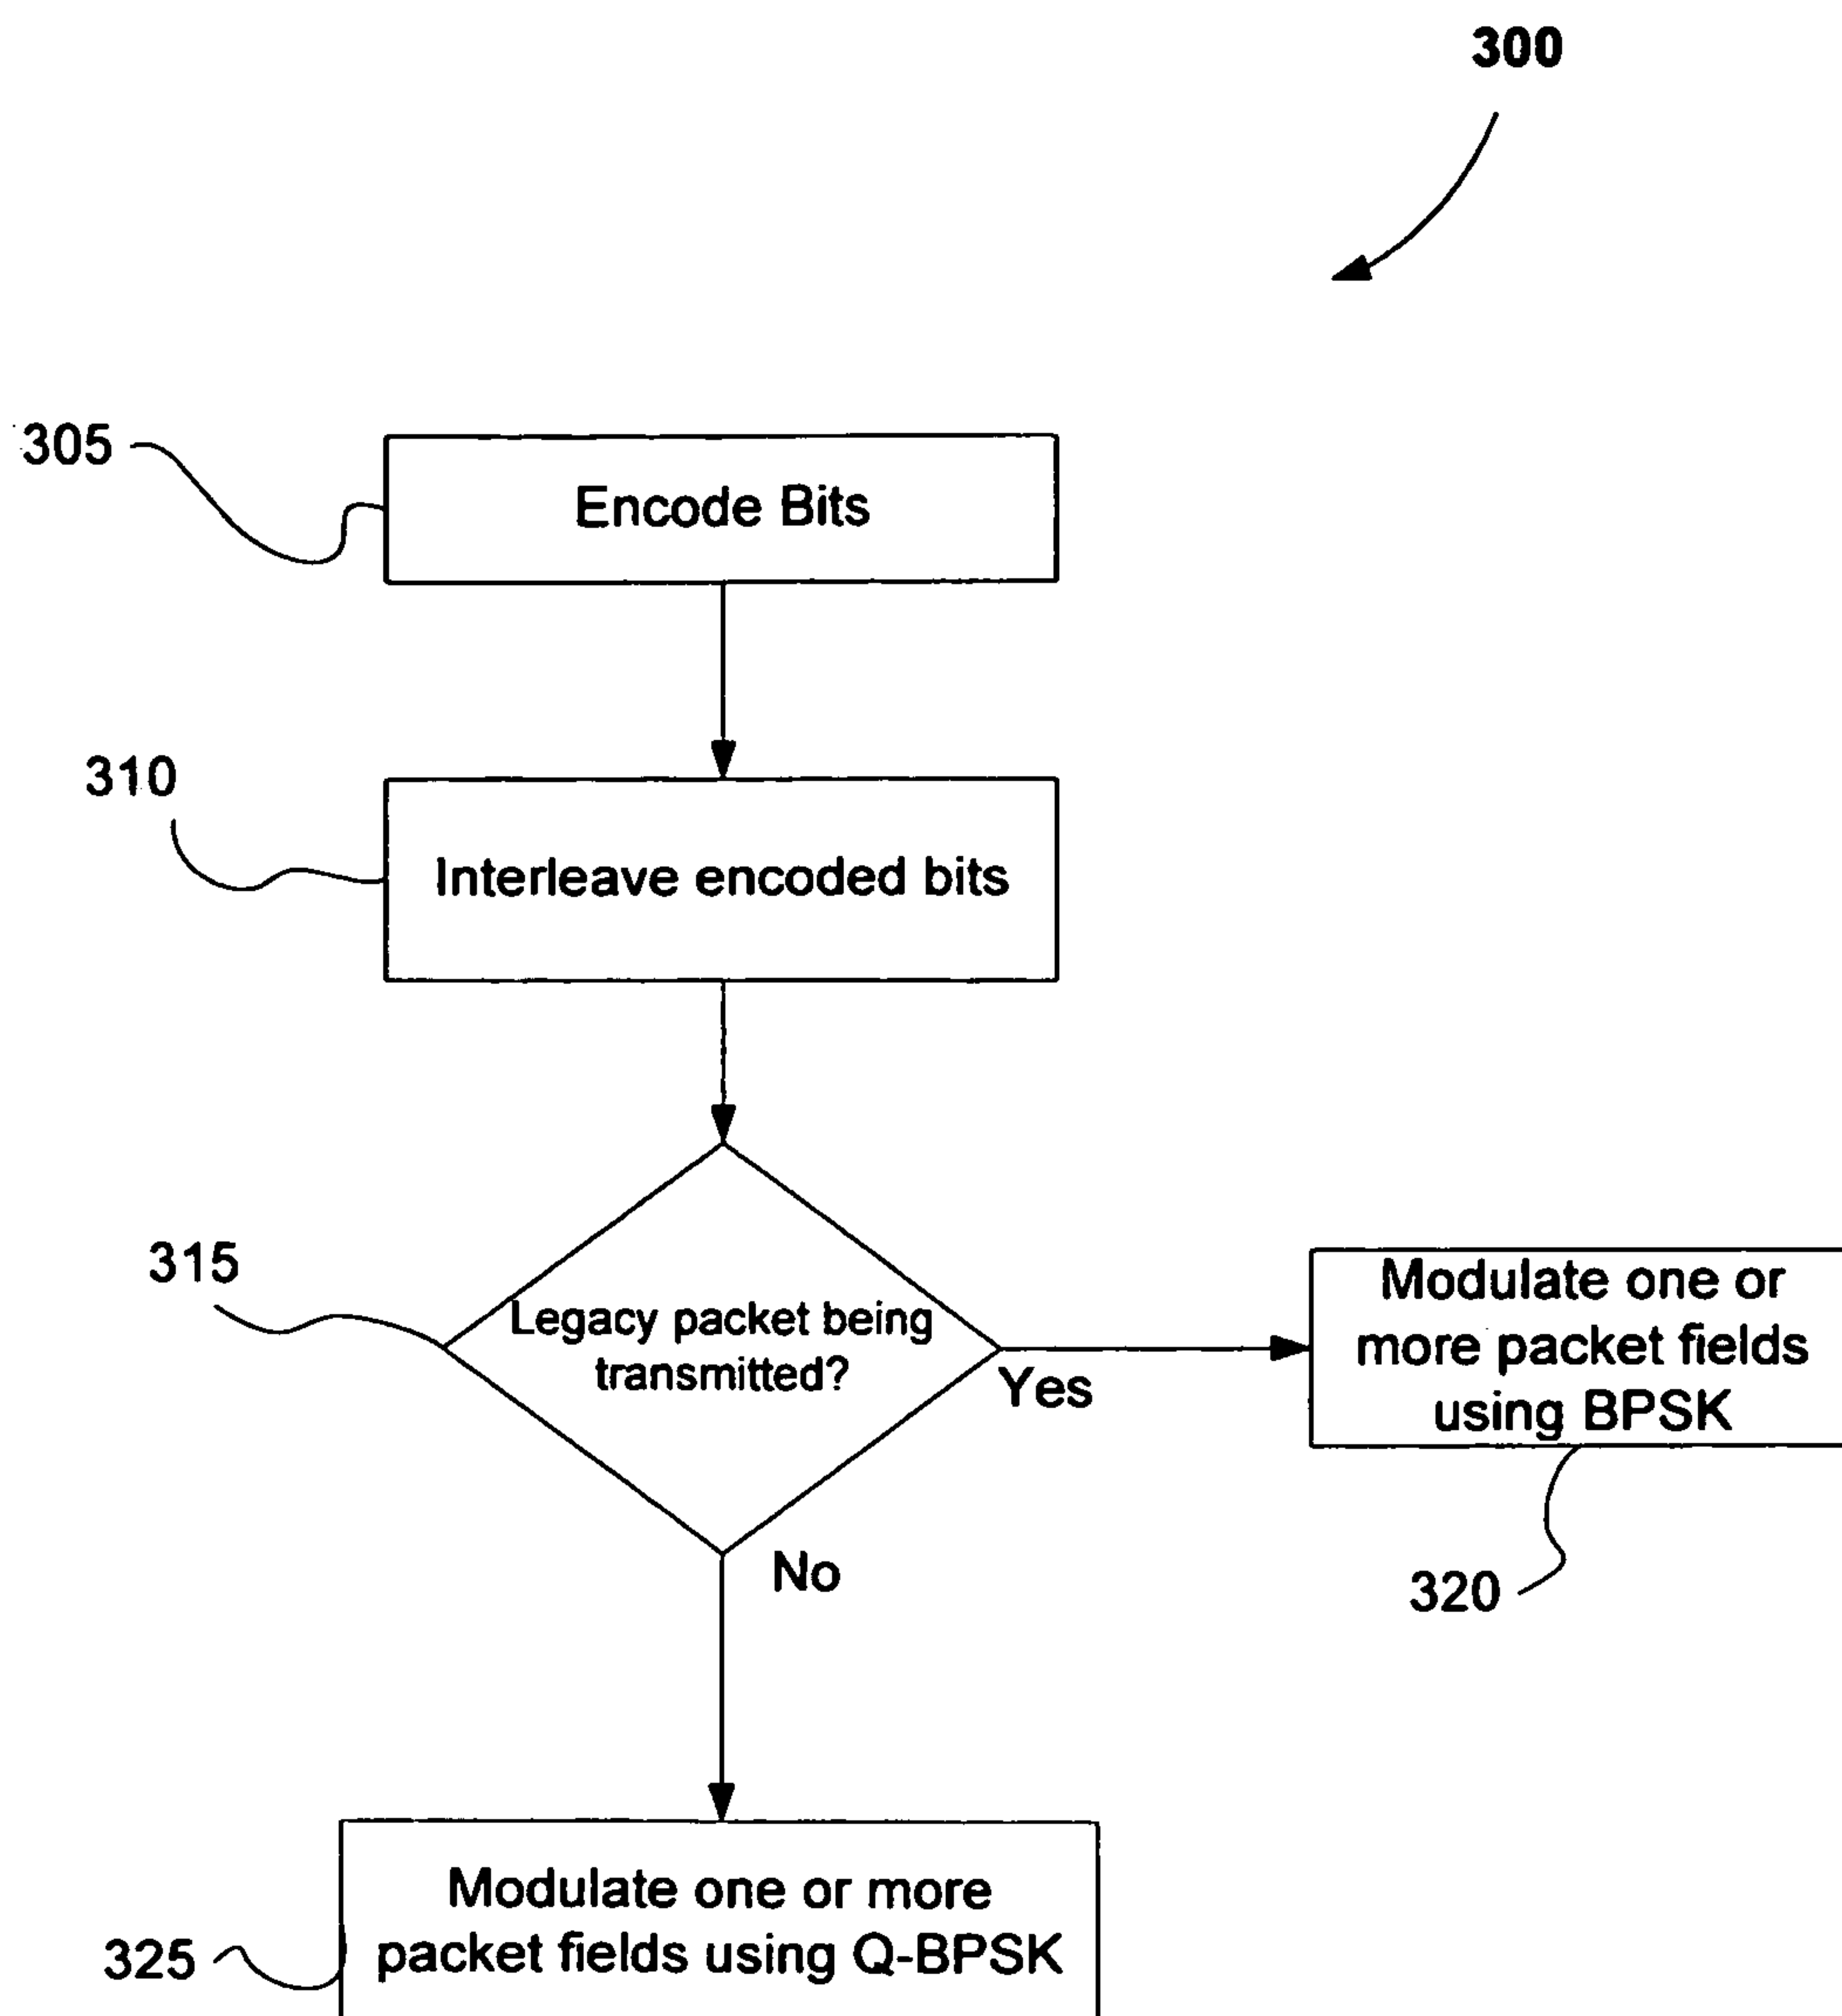 300
305
Encode Bits
310
Interleave encoded bits
315
Legacy packet being
transmitted?
Yes
Modulate one or
more packet fields
using BPSK
320
No
325
Modulate one or more
packet fields using Q-BPSK